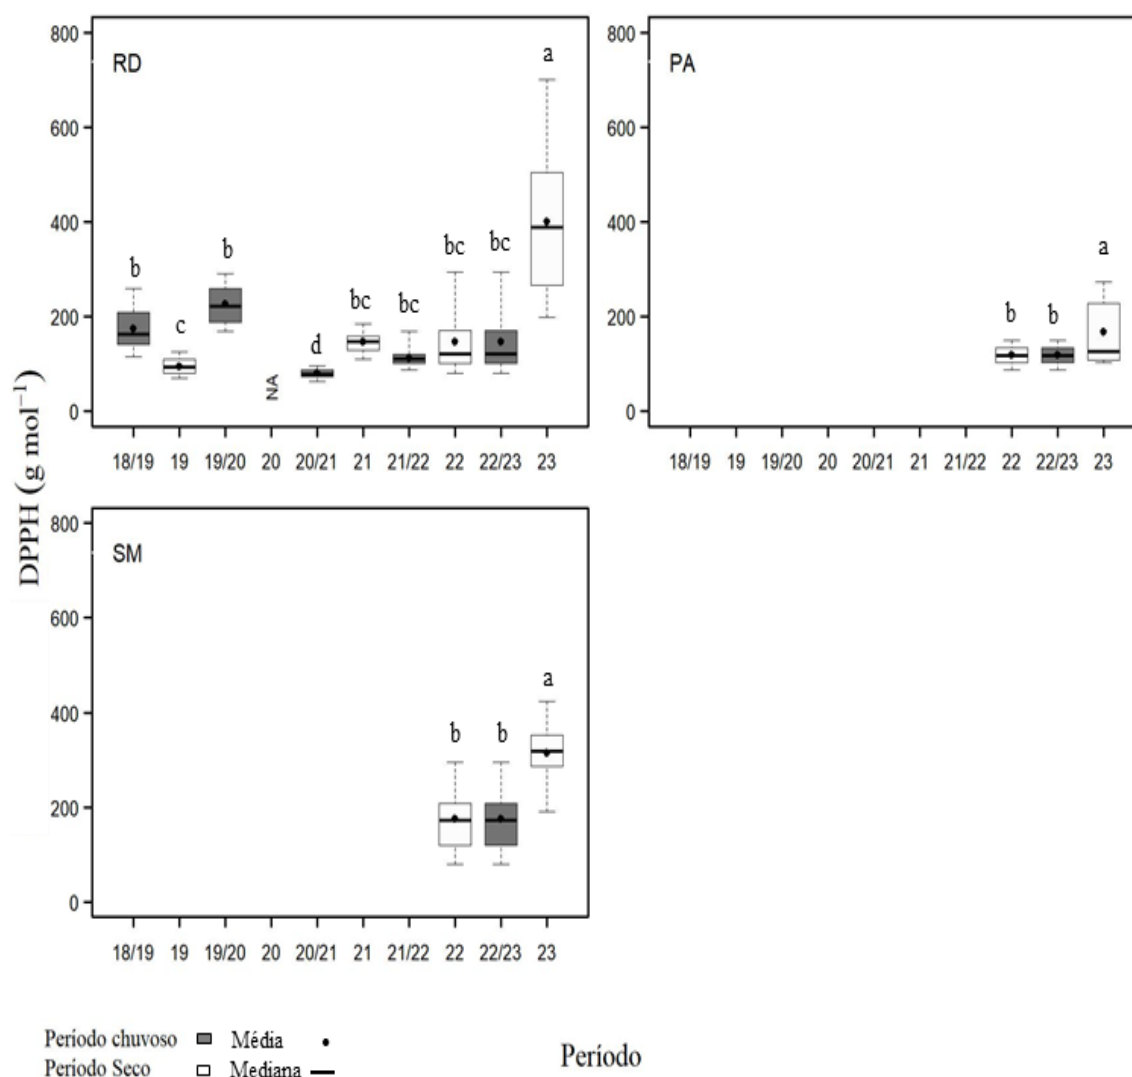 RD
800
600
400
200
0
b
c
b
NA
d
bc
bc
bc
bc
a
18/19 19 19/20 20 20/21 21 21/22 22 22/23 23
PA
800
600
400
200
0
b
b
a
18/19 19 19/20 20 20/21 21 21/22 22 22/23 23
DPPH (g mol⁻¹)
SM
800
600
400
200
0
b
b
a
18/19 19 19/20 20 20/21 21 21/22 22 22/23 23
Período chuvoso Média
Período Seco Mediana
Período